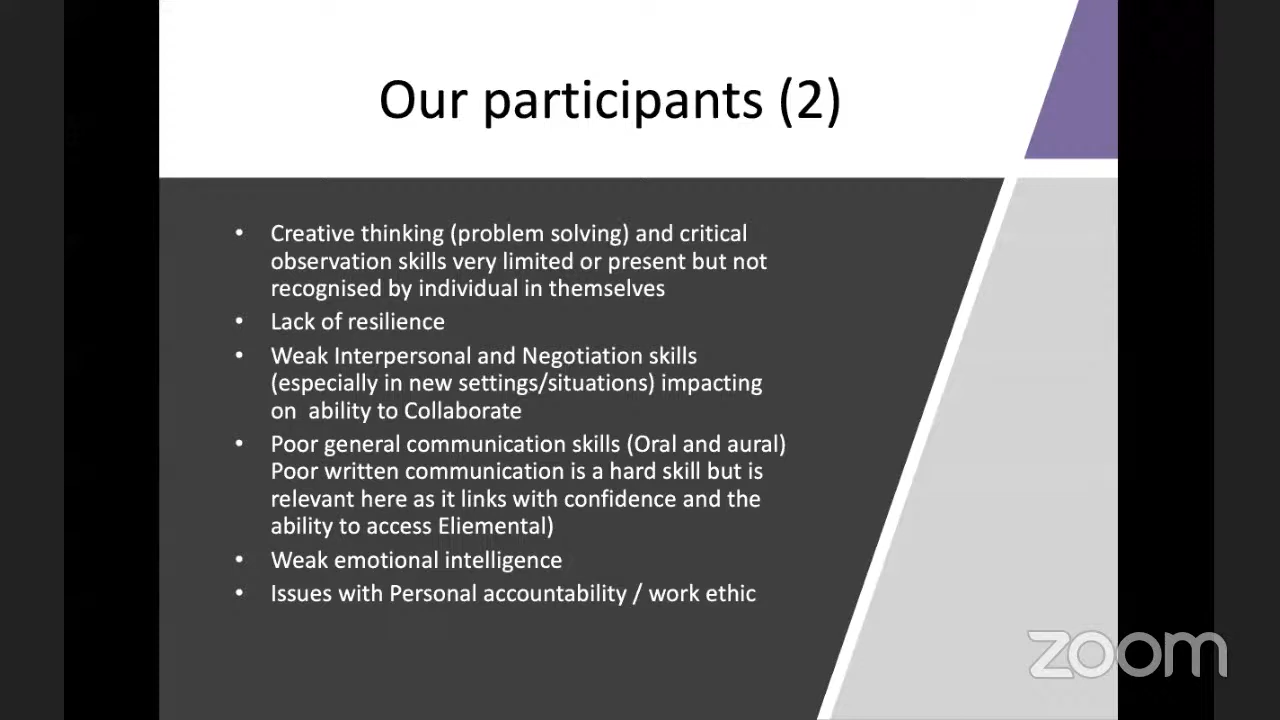 Our participants (2)
• Creative thinking (problem solving) and critical
observation skills very limited or present but not
recognised by individual in themselves
• Lack of resilience
• Weak Interpersonal and Negotiation skills
(especially in new settings/situations) impacting
on  ability to Collaborate
• Poor general communication skills (Oral and aural)
Poor written communication is a hard skill but is
relevant here as it links with confidence and the
ability to access Eliemental)
• Weak emotional intelligence
• Issues with Personal accountability / work ethic
zoom